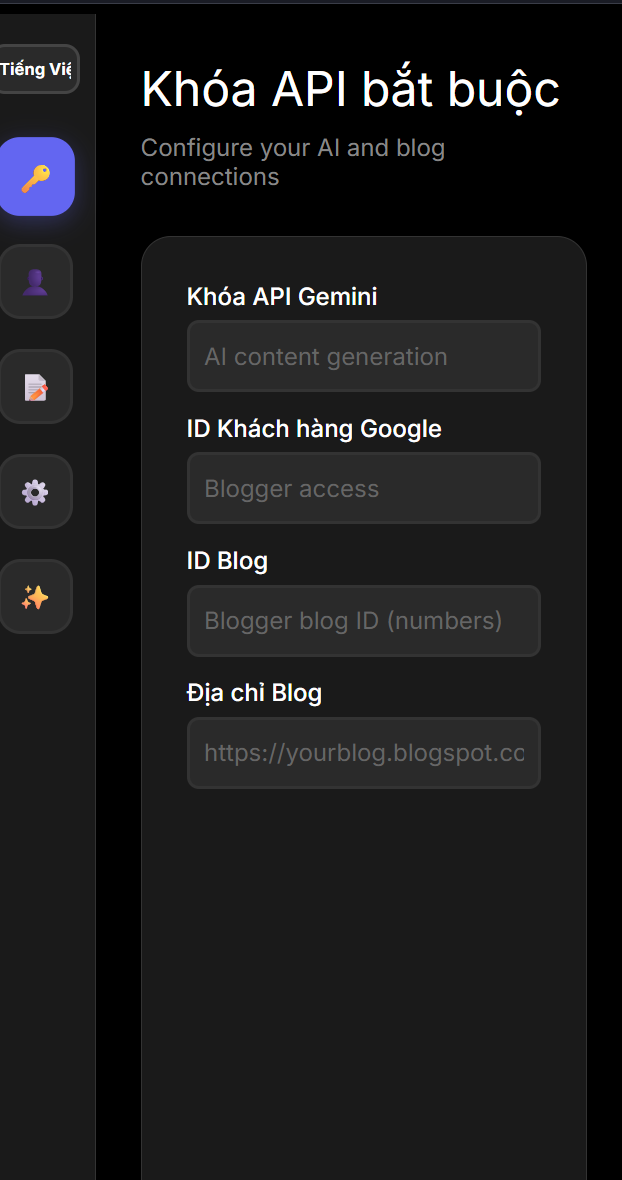 Tiếng Việ
Khóa API bắt buộc
Configure your AI and blog
connections
Khóa API Gemini
AI content generation
ID Khách hàng Google
Blogger access
ID Blog
Blogger blog ID (numbers)
Địa chỉ Blog
https://yourblog.blogspot.co